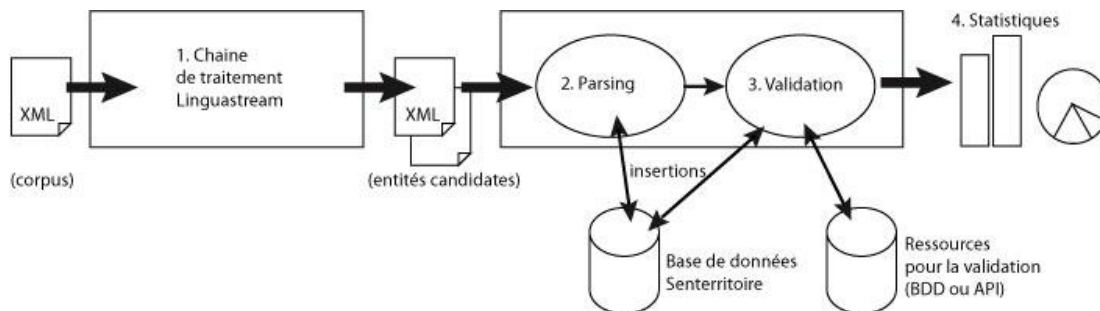 4. Statistiques
1. Chaine
de traitement
Linguastream
2. Parsing
3. Validation
XML
XML
(corpus)
(entités candidates)
insertions
Base de données
Senterritoire
Ressources
pour la validation
(BDD ou API)